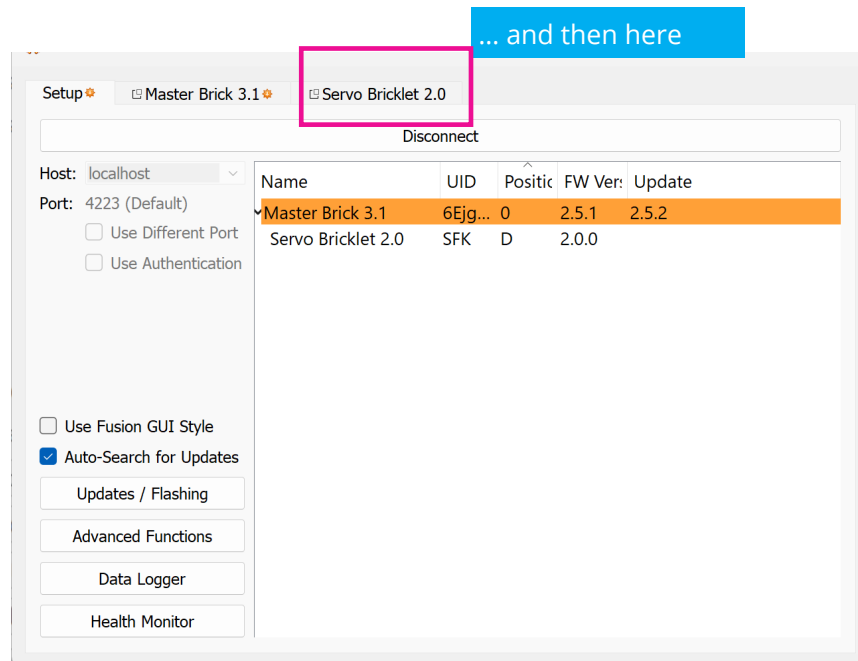 ... and then here
Setup
Master Brick 3.1
Servo Bricklet 2.0
Disconnect
Host: localhost
Port: 4223 (Default)
Use Different Port
Use Authentication
Use Fusion GUI Style
Auto-Search for Updates
Updates / Flashing
Advanced Functions
Data Logger
Health Monitor
Name UID Positic FW Vers Update
Master Brick 3.1 6Ejg... 0 2.5.1 2.5.2
Servo Bricklet 2.0 SFK D 2.0.0